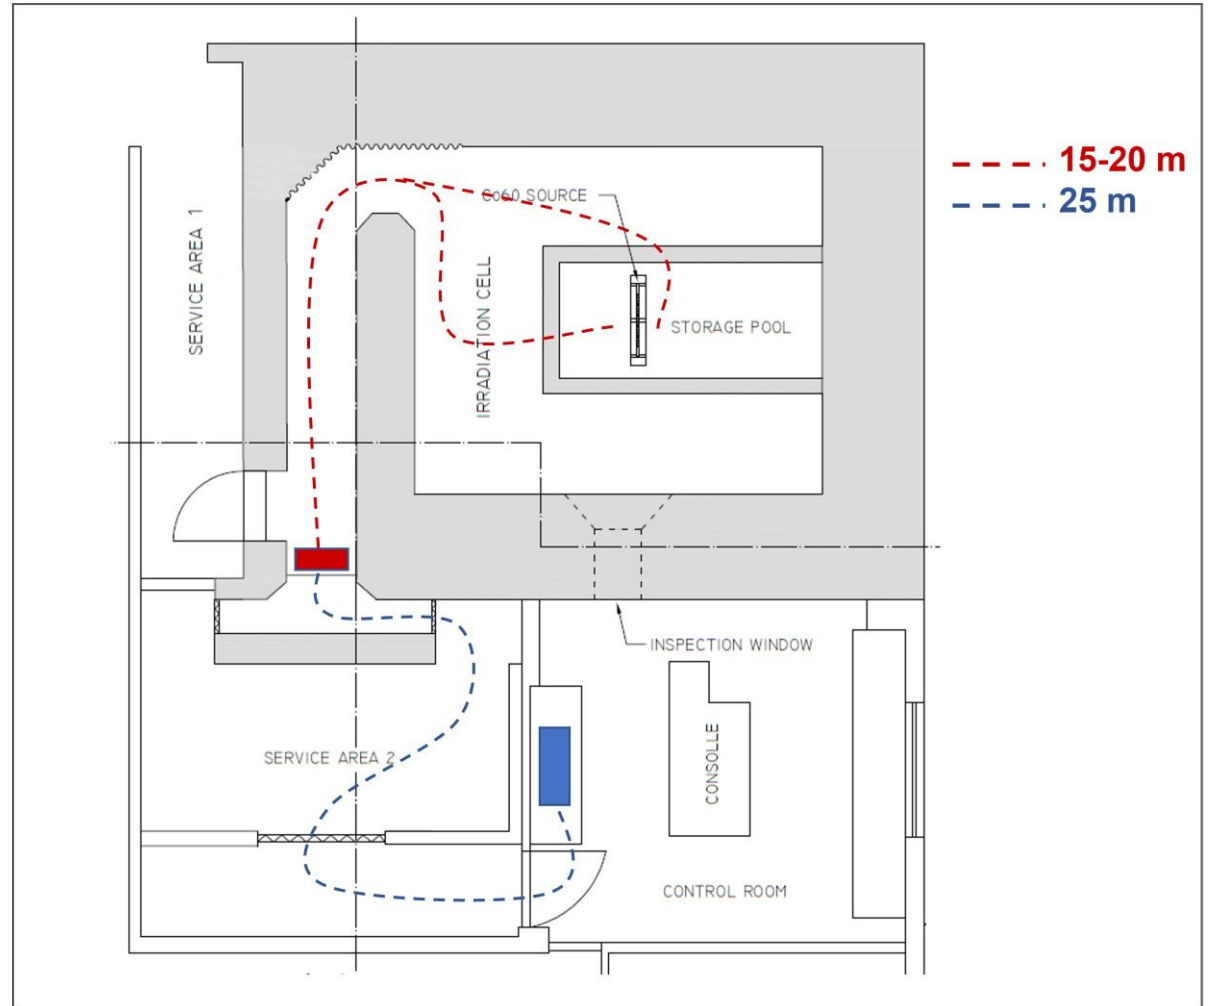 15-20 m
25 m
Co60 SOURCE
SERVICE AREA 1
IRRADIATION CELL
STORAGE POOL
INSPECTION WINDOW
SERVICE AREA 2
CONSOLLE
CONTROL ROOM